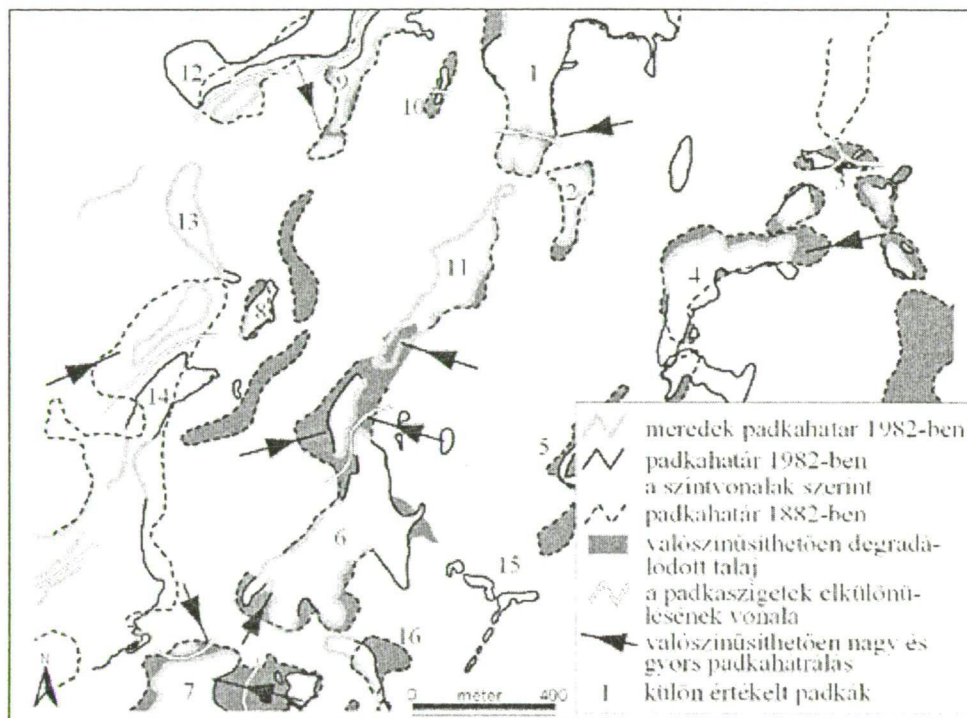 12
9
10
1
2
3
13
11
4
8
14
5
6
15
16
7
N
0 méter 400
meredek padkahatár 1982-ben
padkahatár 1982-ben
a szintvonalak szerint
padkahatár 1882-ben
valószínűsíthetően degradá-
lódott talaj
a padkaszigetek elkülönü-
lésének vonala
valószínűsíthetően nagy és
gyors padkahátrálás
1 külön értékelt padkák